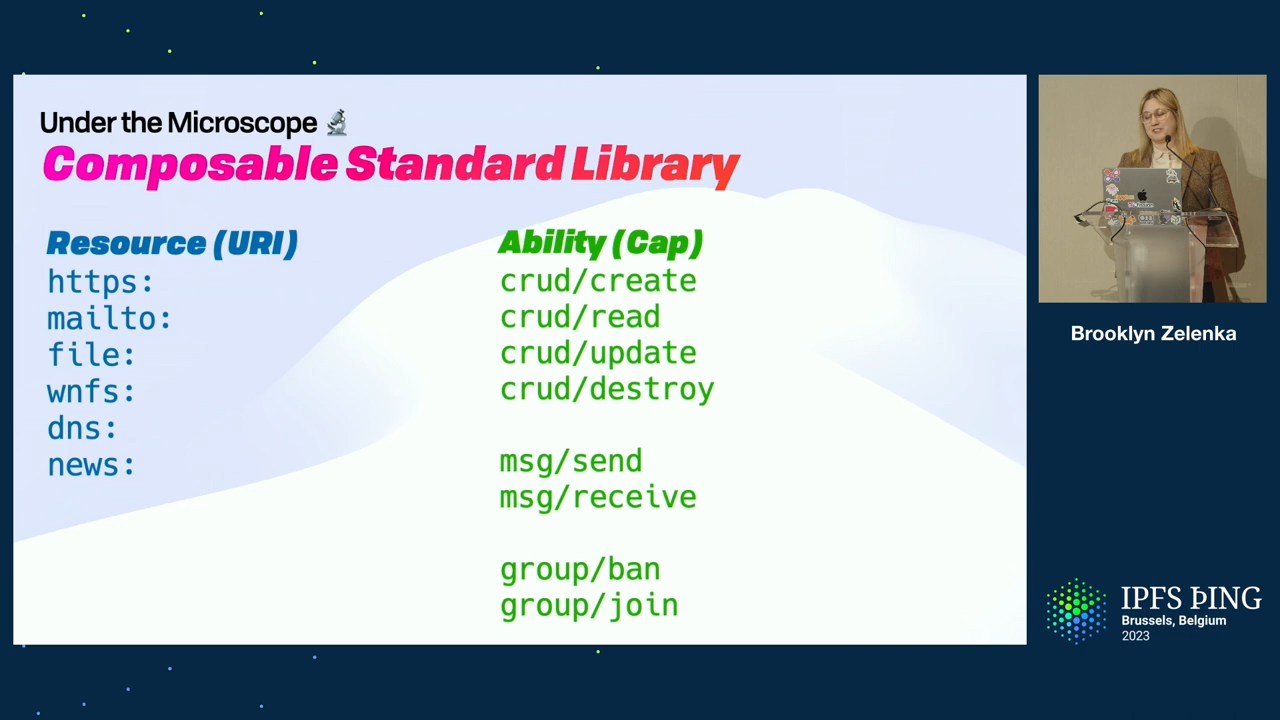 Under the Microscope 🔬
Composable Standard Library
Resource (URI)
https:
mailto:
file:
wnfs:
dns:
news:
Ability (Cap)
crud/create
crud/read
crud/update
crud/destroy
msg/send
msg/receive
group/ban
group/join
Brooklyn Zelenka
IPFS ÞING
Brussels, Belgium
2023